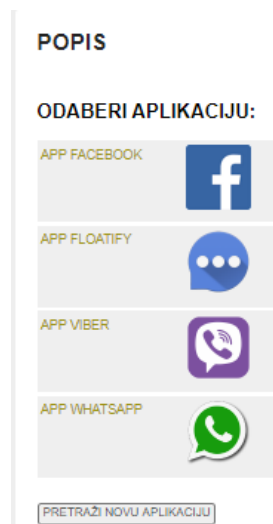 POPIS
ODABERI APLIKACIJU:
APP FACEBOOK
APP FLOATIFY
APP VIBER
APP WHATSAPP
PRETRAŽI NOVU APLIKACIJU